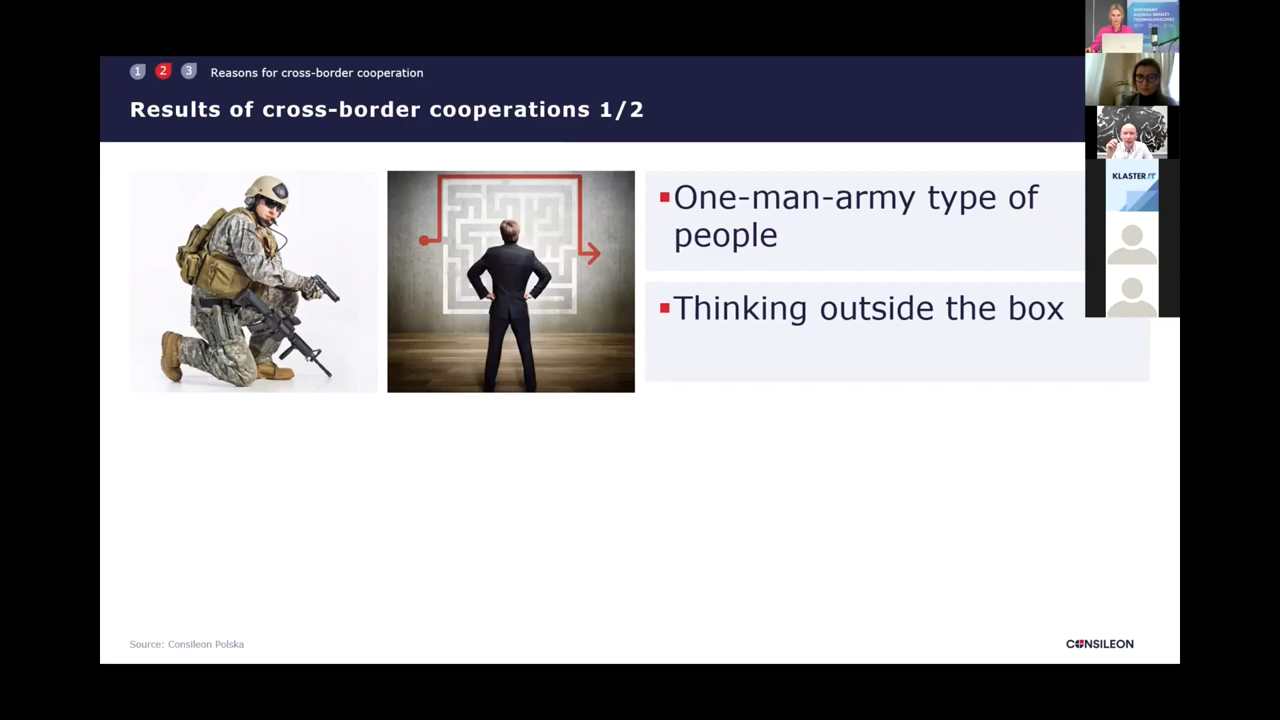 1 2 3 Reasons for cross-border cooperation
Results of cross-border cooperations 1/2
▪One-man-army type of
people
▪Thinking outside the box
Source: Consileon Polska
CONSILEON
KLASTER IT